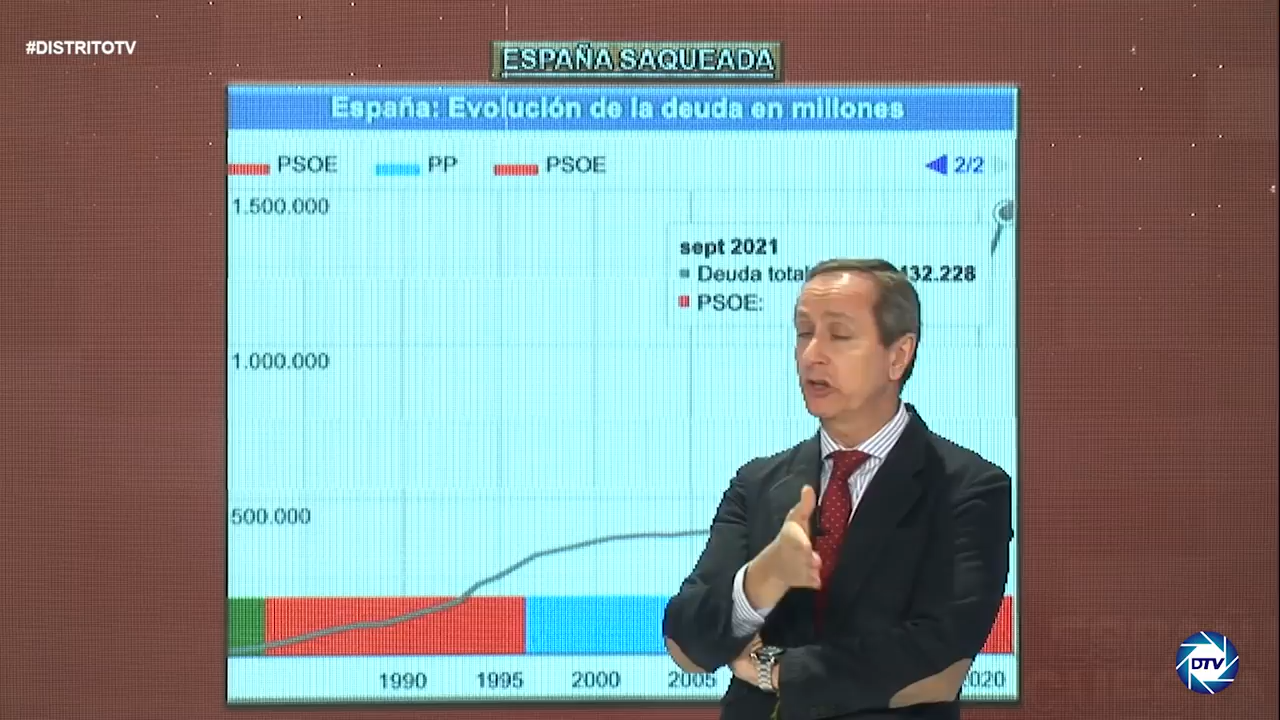 #DISTRITOTV
ESPAÑA SAQUEADA
España: Evolución de la deuda en millones
PSOE PP PSOE 2/2
1.500.000
sept 2021
Deuda total 132.228
PSOE:
1.000.000
500.000
1990 1995 2000 2005 2020
DTV